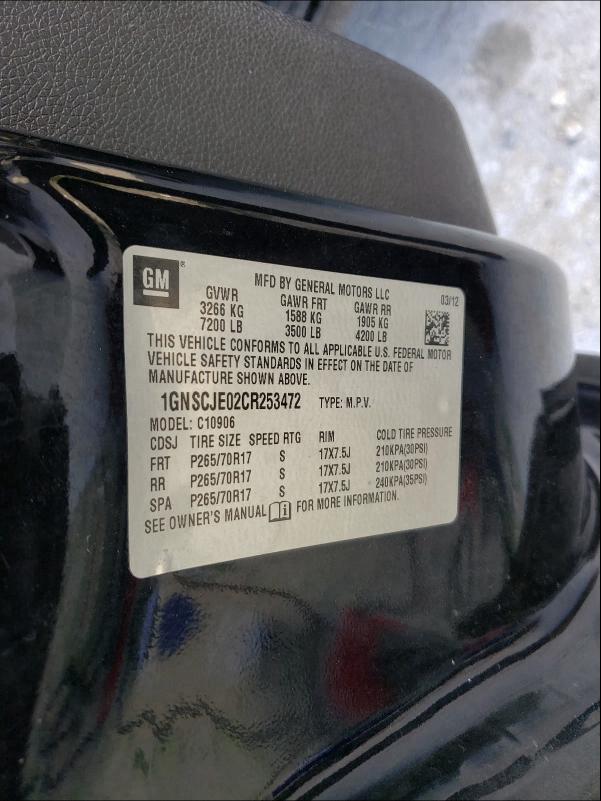 GM®
MFD BY GENERAL MOTORS LLC 03/12
GVWR GAWR FRT GAWR RR
3266 KG 1588 KG 1905 KG
7200 LB 3500 LB 4200 LB
THIS VEHICLE CONFORMS TO ALL APPLICABLE U.S. FEDERAL MOTOR
VEHICLE SAFETY STANDARDS IN EFFECT ON THE DATE OF
MANUFACTURE SHOWN ABOVE.
1GNSCJE02CR253472 TYPE: M.P.V.
MODEL: C10906
CDSJ TIRE SIZE SPEED RTG RIM COLD TIRE PRESSURE
FRT P265/70R17 S 17X7.5J 210KPA(30PSI)
RR P265/70R17 S 17X7.5J 210KPA(30PSI)
SPA P265/70R17 S 17X7.5J 240KPA(35PSI)
SEE OWNER'S MANUAL i FOR MORE INFORMATION.